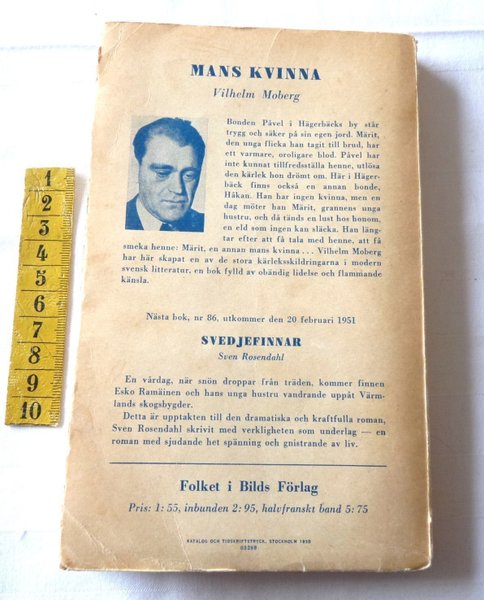 MANS KVINNA
Vilhelm Moberg
Bonden Påvel i Hägerbäcks by står
trygg och säker på sin egen jord. Märit,
den unga flicka han tagit till brud, har
ett varmare, oroligare blod. Påvel har
inte kunnat tillfredsställa henne, utlösa
den kärlek hon drömt om. Här i Häger-
bäck finns också en annan bonde,
Håkan. Han har ingen kvinna, men en
dag möter han Märit, grannens unga
hustru, och då tänds en lust hos honom,
en eld som ingen kan släcka. Han läng-
tar efter att få tala med henne, att få
smeka henne: Märit, en annan mans kvinna ... Vilhelm Moberg
har här skapat en av de stora kärleksskildringarna i modern
svensk litteratur, en bok fylld av obändig lidelse och flammande
känsla.
Nästa bok, nr 86, utkommer den 20 februari 1951
SVEDJEFINNAR
Sven Rosendahl
En vårdag, när snön droppar från träden, kommer finnen
Esko Ramäinen och hans unga hustru vandrande uppåt Värm-
lands skogsbygder.
Detta är upptakten till den dramatiska och kraftfulla roman,
Sven Rosendahl skrivit med verkligheten som underlag — en
roman med sjudande het spänning och gnistrande av liv.
Folket i Bilds Förlag
Pris: 1:55, inbunden 2:95, halvfranskt band 5:75
KATALOG OCH TIDSKRIFTSTRYCK, STOCKHOLM 1950
1
2
3
4
5
6
7
8
9
10